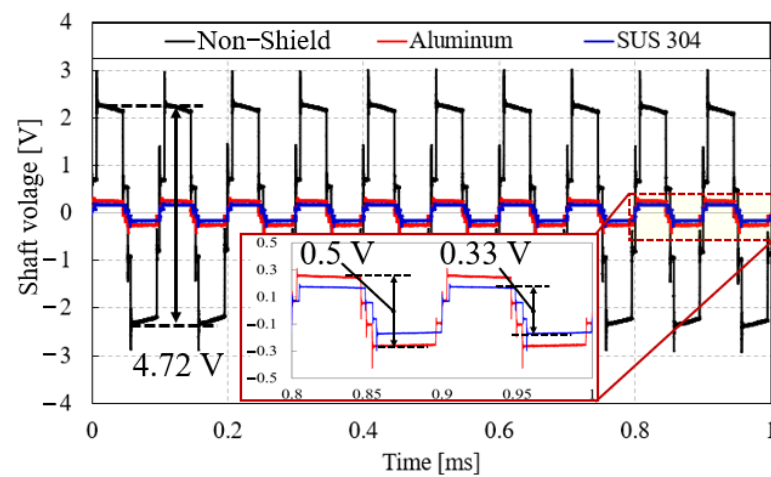 4
Non−Shield Aluminum SUS 304
3
2
1
0
−1
−2
−3
−4
Shaft volage [V]
4.72 V
0.5
0.3
0.1
−0.1
−0.3
−0.5
0.5 V 0.33 V
0.8 0.85 0.9 0.95 1
0 0.2 0.4 0.6 0.8 1
Time [ms]